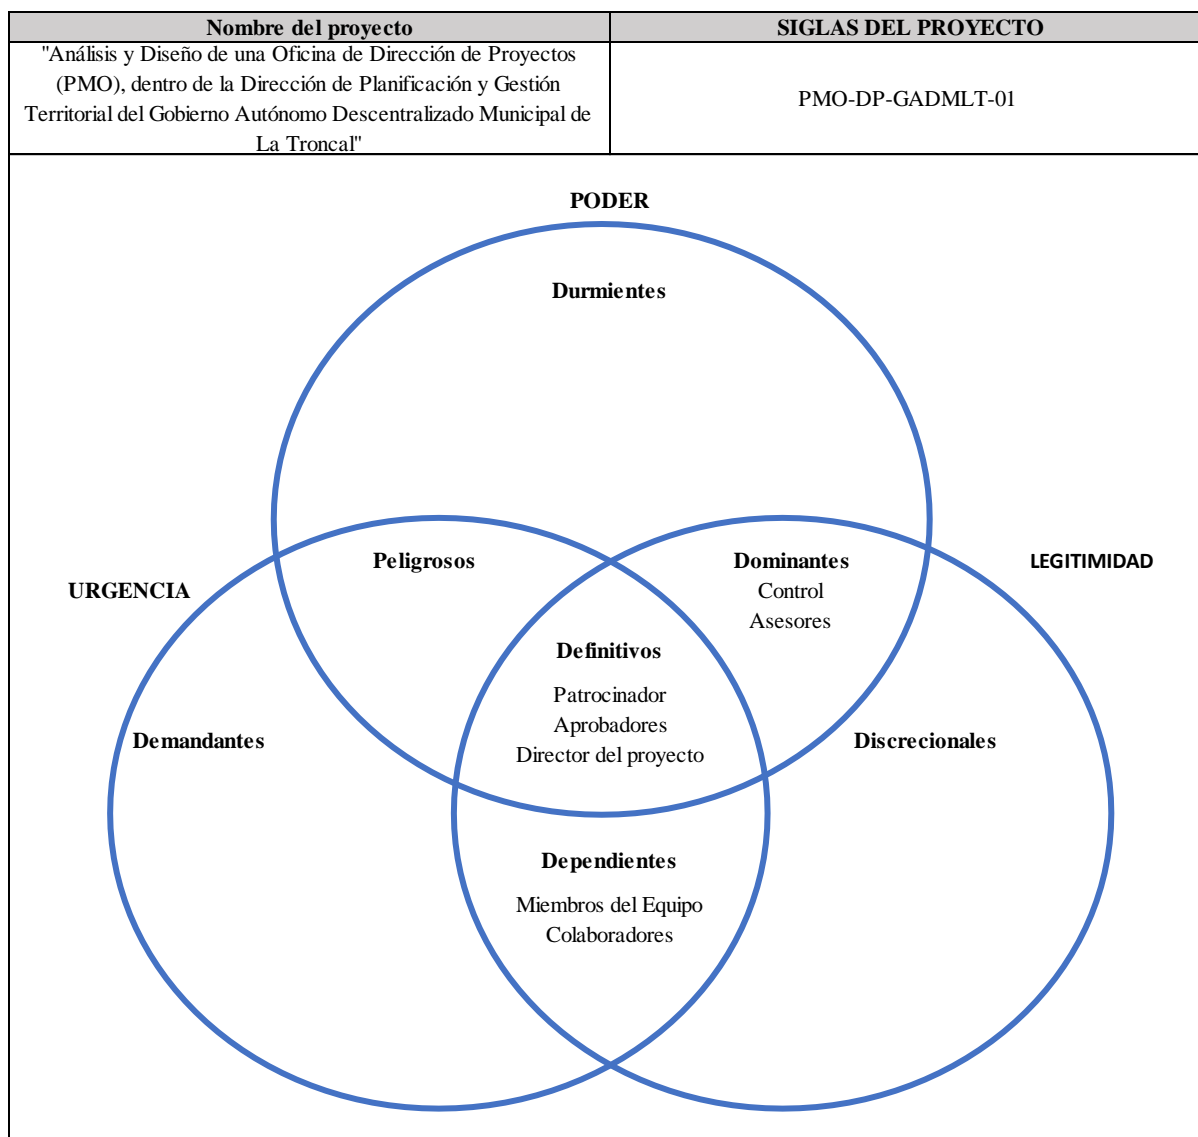 Nombre del proyecto
SIGLAS DEL PROYECTO
"Análisis y Diseño de una Oficina de Dirección de Proyectos
(PMO), dentro de la Dirección de Planificación y Gestión
Territorial del Gobierno Autónomo Descentralizado Municipal de
La Troncal"
PMO-DP-GADMLT-01
PODER
Durmientes
Peligrosos
Dominantes
LEGITIMIDAD
URGENCIA
Control
Asesores
Definitivos
Patrocinador
Aprobadores
Director del proyecto
Demandantes
Discrecionales
Dependientes
Miembros del Equipo
Colaboradores